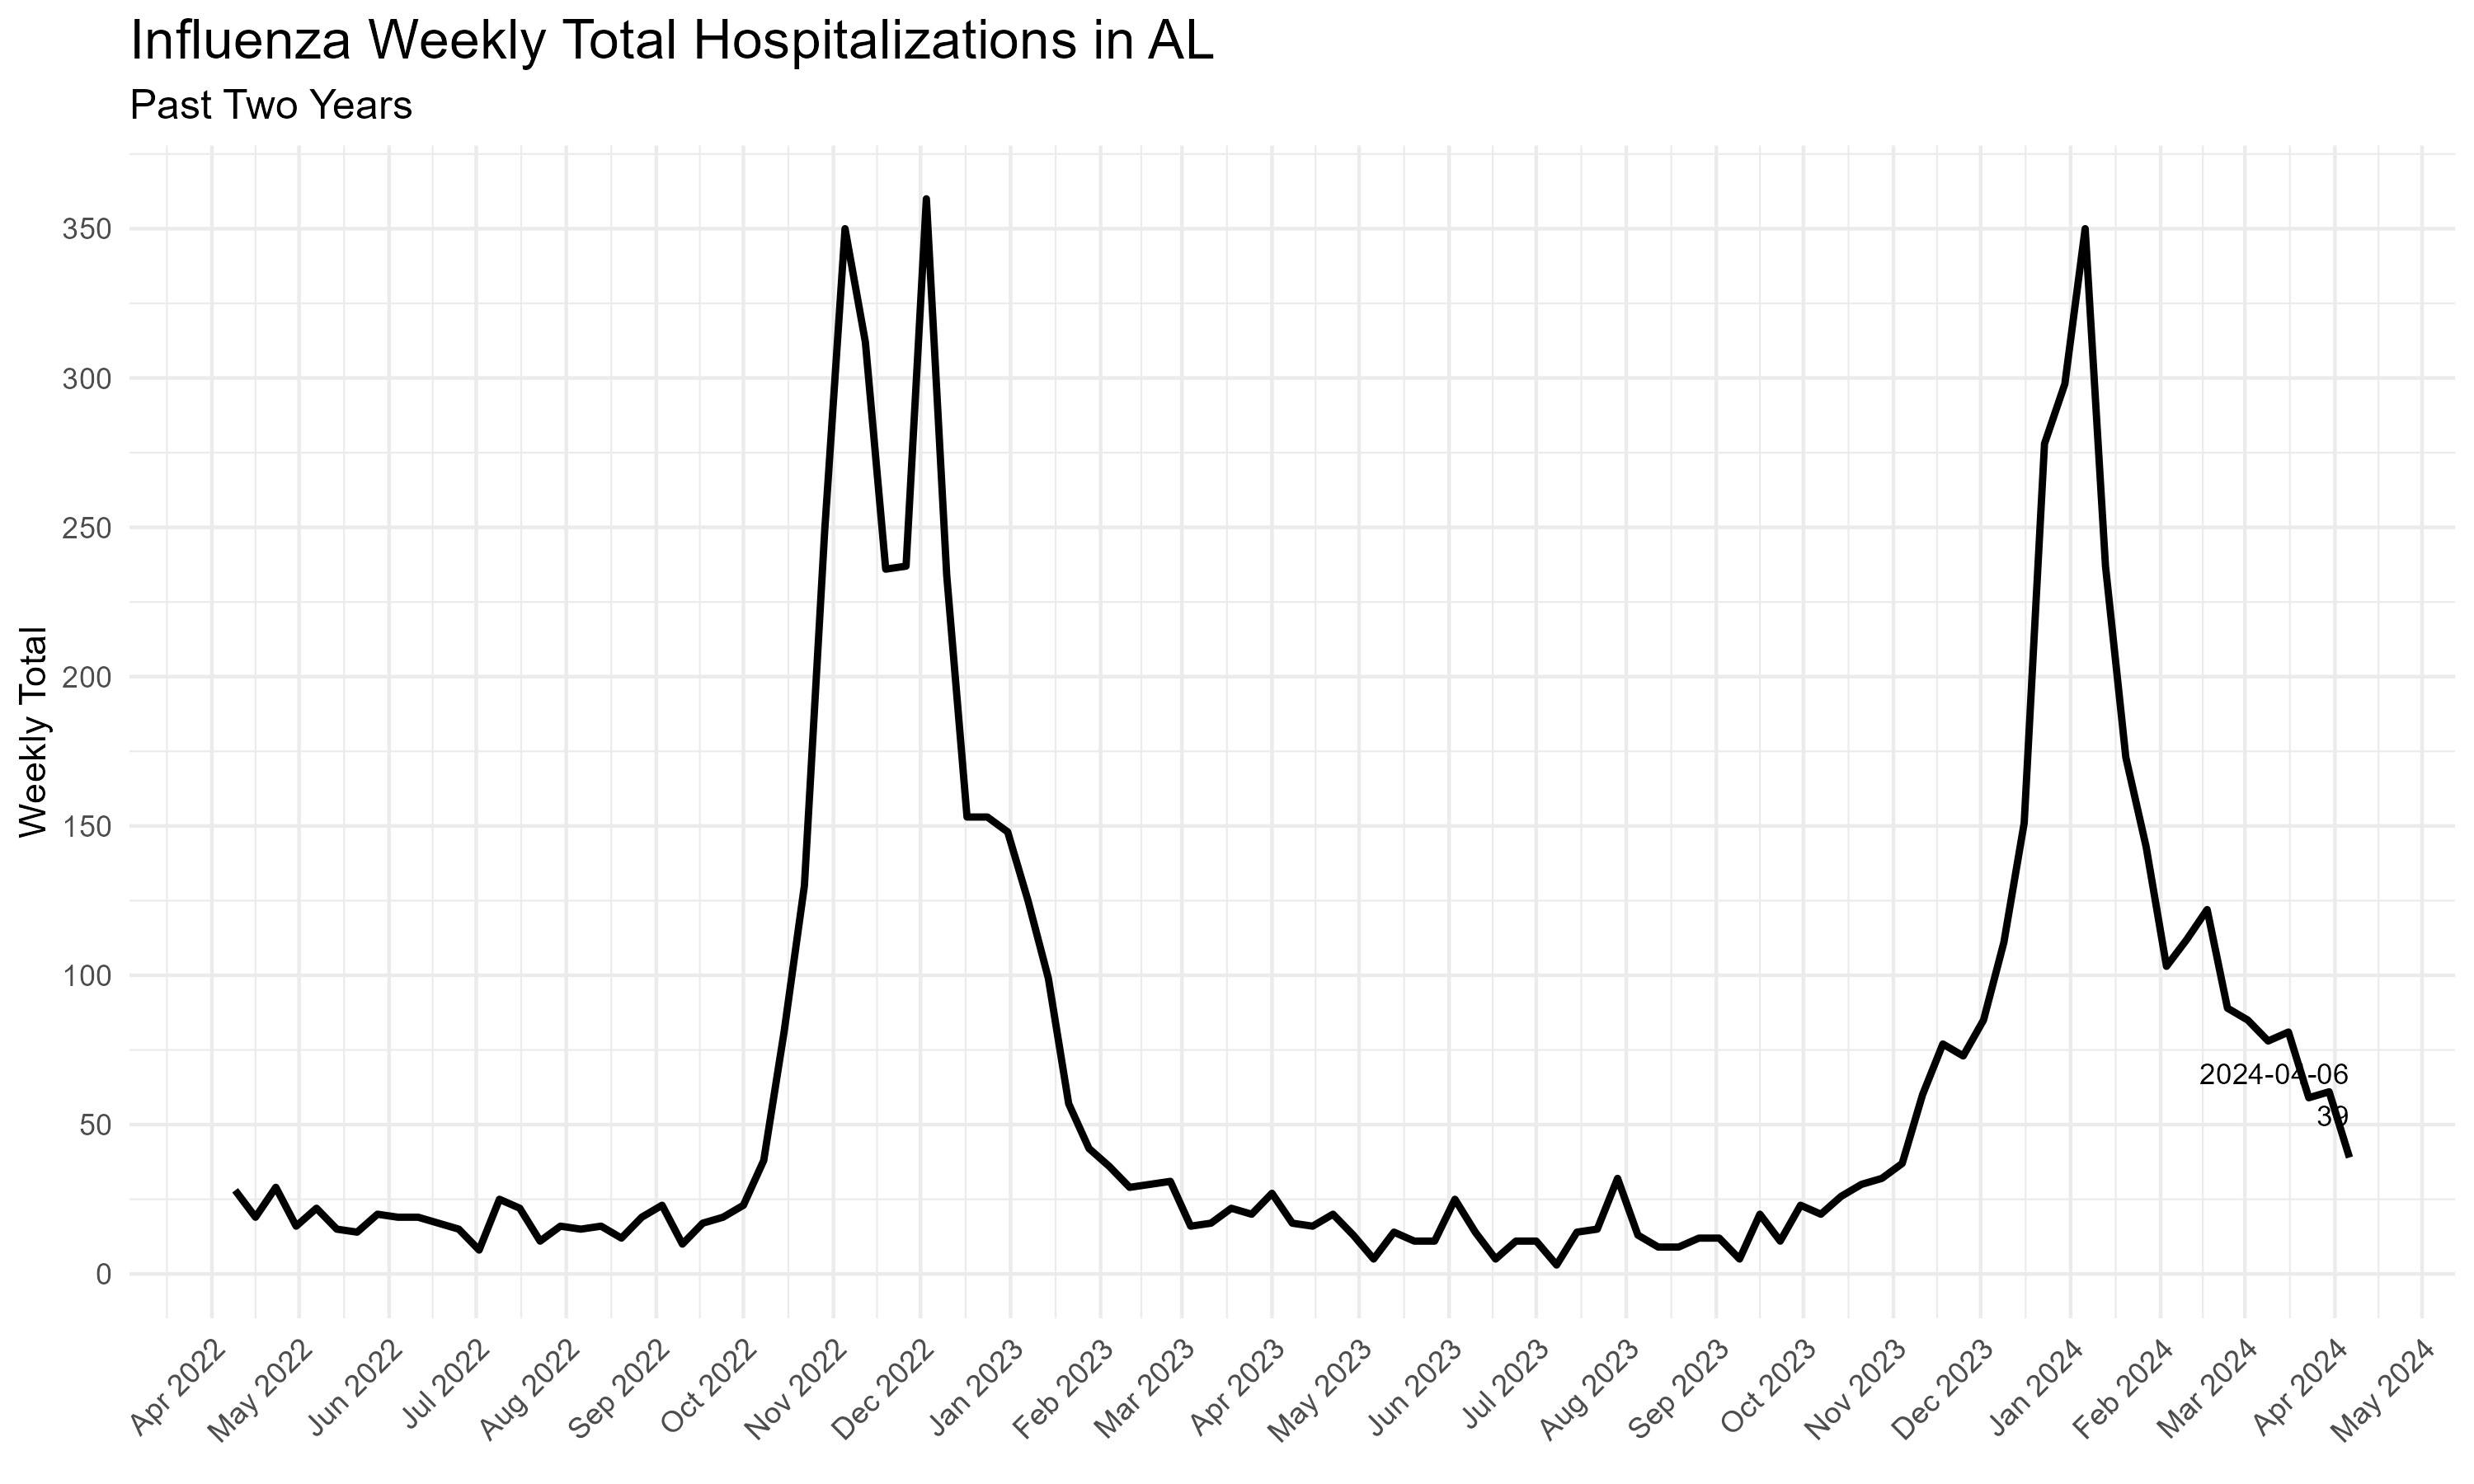 Influenza Weekly Total Hospitalizations in AL
Past Two Years
Weekly Total
350
300
250
200
150
100
50
0
2024-04-06
39
Apr 2022
May 2022
Jun 2022
Jul 2022
Aug 2022
Sep 2022
Oct 2022
Nov 2022
Dec 2022
Jan 2023
Feb 2023
Mar 2023
Apr 2023
May 2023
Jun 2023
Jul 2023
Aug 2023
Sep 2023
Oct 2023
Nov 2023
Dec 2023
Jan 2024
Feb 2024
Mar 2024
Apr 2024
May 2024